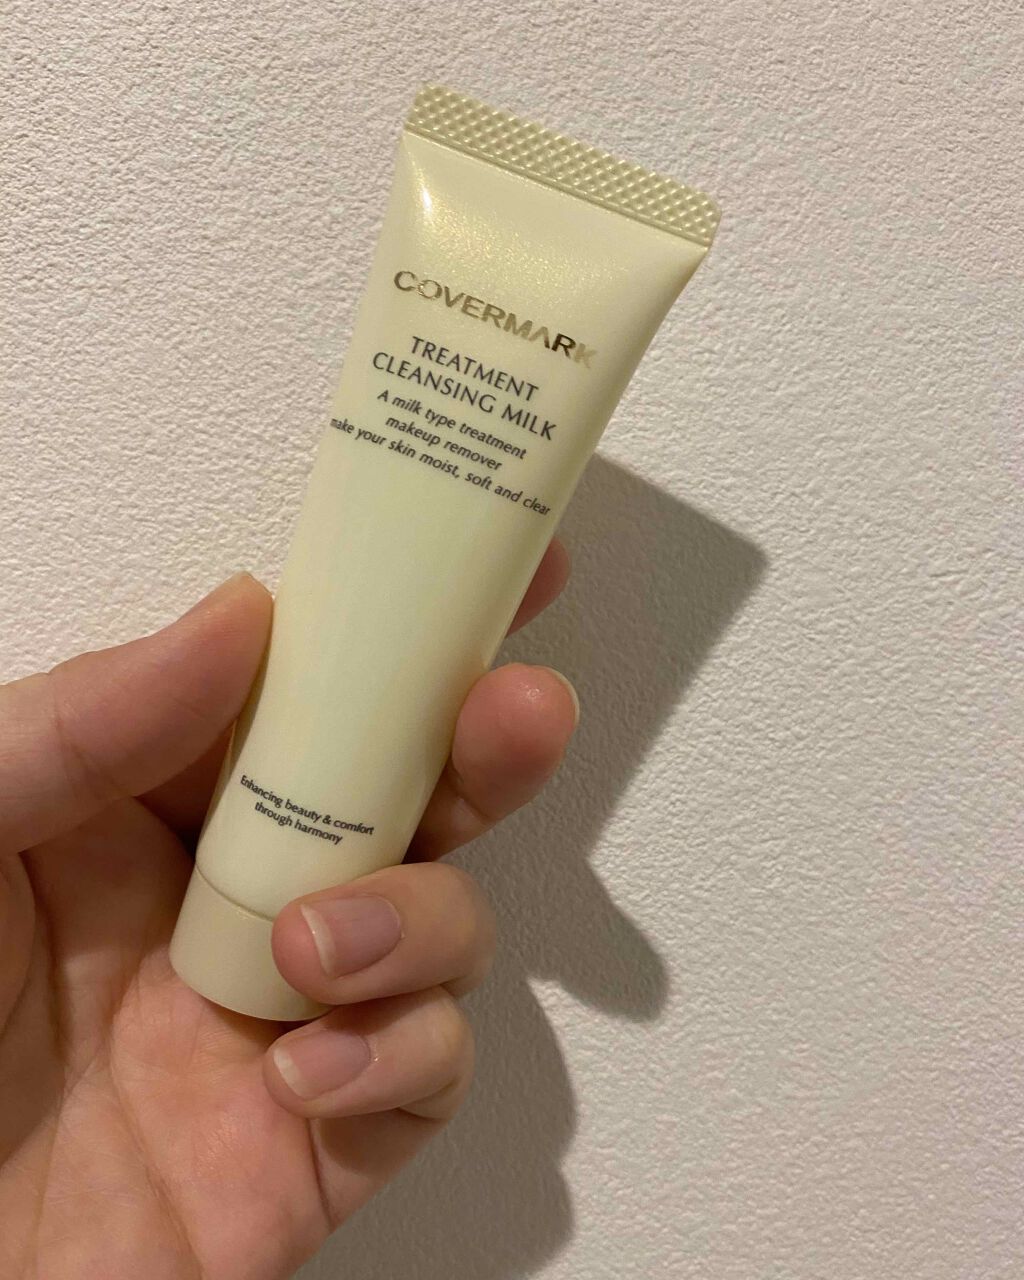 COVERMARK
TREATMENT
CLEANSING MILK
A milk type treatment
makeup remover
make your skin moist, soft and clear
Enhancing beauty & comfort
through harmony